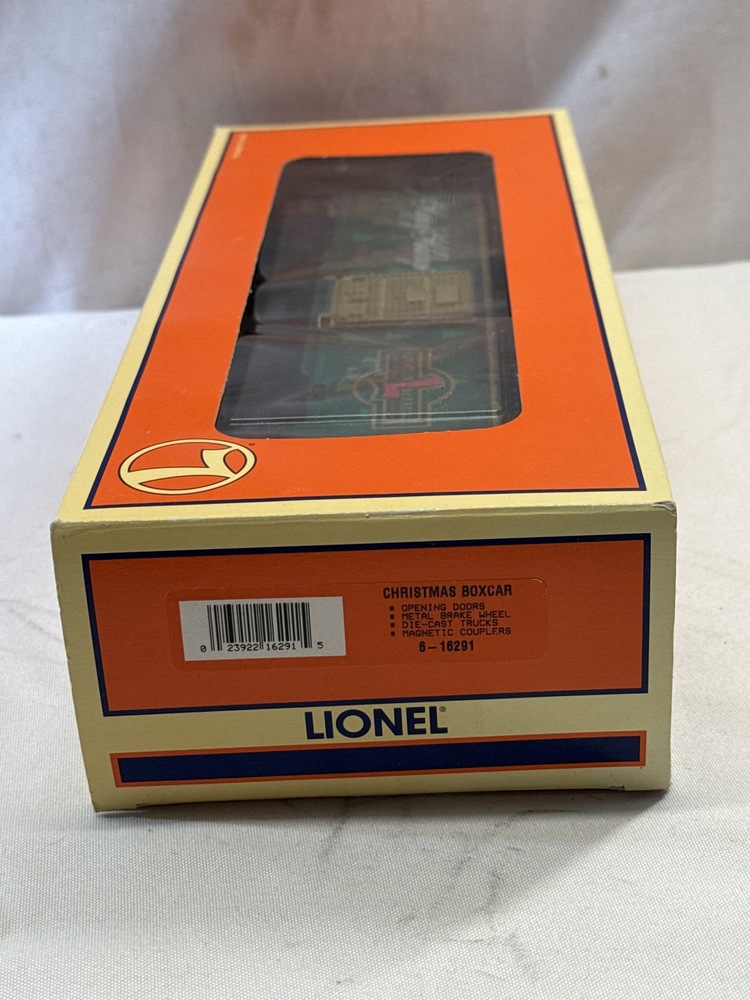 L
CHRISTMAS BOXCAR
▪ OPENING DOORS
▪ METAL BRAKE WHEEL
▪ DIE-CAST TRUCKS
▪ MAGNETIC COUPLERS
6-16291
0 23922 16291 5
LIONEL®